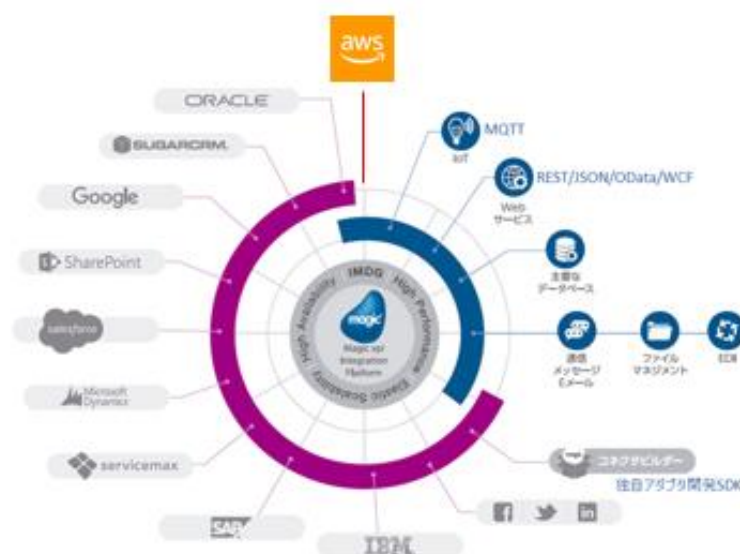 aws
ORACLE
SUGARCRM.
Google
SharePoint
salesforce
Microsoft
Dynamics
servicemax
SAP
IBM
MQTT
IoT
REST/JSON/OData/WCF
Web
サービス
主要な
データベース
通信
メッセージ
Eメール
ファイル
マネジメント
コネクタビルダー
独自アダプタ開発SDK
IMDG
High Performance
Elastic Scalability
High Availability
magic
Magic xpi
Integration
Platform
f
in